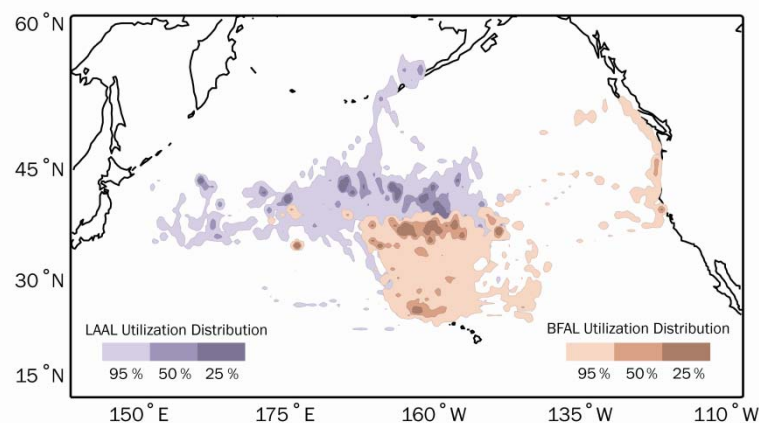 60°N
45°N
30°N
15°N
LAAL Utilization Distribution
95 % 50 % 25 %
BFAL Utilization Distribution
95 % 50 % 25 %
150°E 175°E 160°W 135°W 110°W